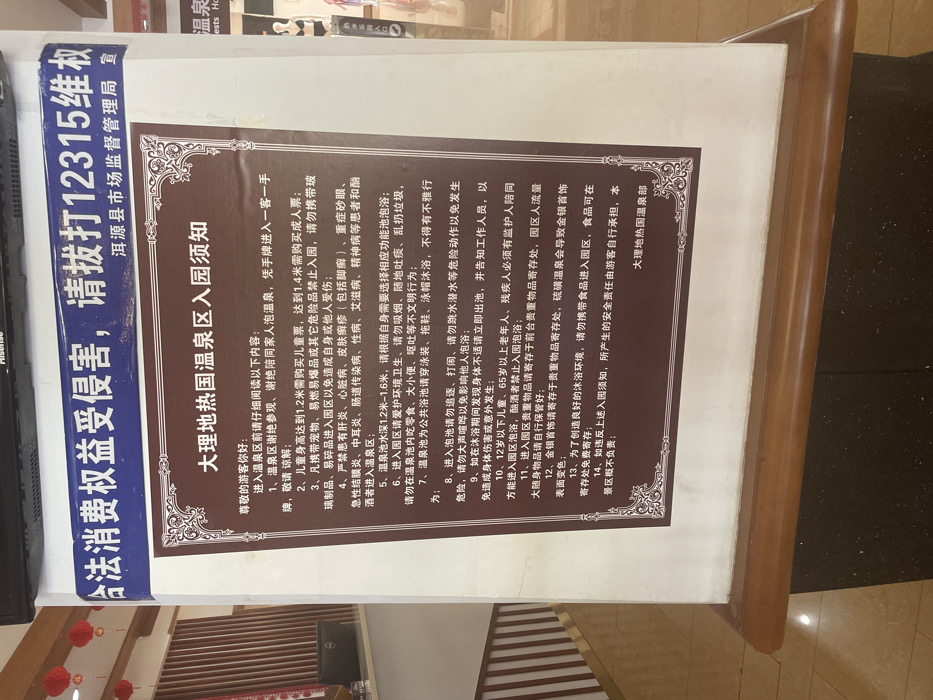 合法消费权益受侵害，请拔打12315维权
洱源县市场监督管理局 宣
大理地热国温泉区入园须知
尊敬的游客你好：
进入温泉区前请仔细阅读以下内容：
1、温泉区谢绝参观、谢绝陪同家人泡温泉，凭手牌进入一客一手
牌，敬请谅解；
2、儿童身高达到1.2米需购买儿童票，达到1.4米需购买成人票；
3、凡携带宠物、易燃易爆品或其它危险品禁止入园，请勿携带玻
璃制品、易碎品进入园区以免造成自身或他人受伤；
4、严禁患有肝炎、心脏病、皮肤癣疹（包括脚癣）、重症砂眼、
急性结膜炎、中耳炎、肠道传染病、性病、艾滋病、精神病等患者和酗
酒者进入温泉区；
5、温泉池水深1.2米–1.6米，请根据自身需要选择相应功能池泡浴；
6、进入园区请爱护环境卫生、请勿吸烟、随地吐痰、乱扔垃圾，
请勿在温泉池内吃零食、大小便、呕吐等不文明行为；
7、温泉池为公共浴池请穿泳装、拖鞋、泳帽沐浴，不得有不雅行
为；
8、进入泡池请勿追逐、打闹，请勿跳水潜水等危险动作以免发生
危险，请勿大声喧哗以免影响他人泡浴；
9、如在沐浴期间发现身体不适请立即出池，并告知工作人员，以
免造成身体伤害或意外发生；
10、12岁以下儿童、65岁以上老年人、残疾人必须有监护人陪同
方能进入园区泡浴，酗酒者禁止入园泡浴；
11、进入园区贵重物品请寄存于前台贵重物品寄存处，园区人流量
大随身物品请自行保管好；
12、金银首饰请寄存于贵重物品寄存处，硫磺温泉会导致金银首饰
表面变色；
13、为了创造良好的沐浴环境，请勿携带食品进入园区，食品可在
寄存处免费寄存；
14、如违反上述入园须知，所产生的安全责任由游客自行承担，本
景区概不负责；
大理地热国温泉部
温泉
Hisense